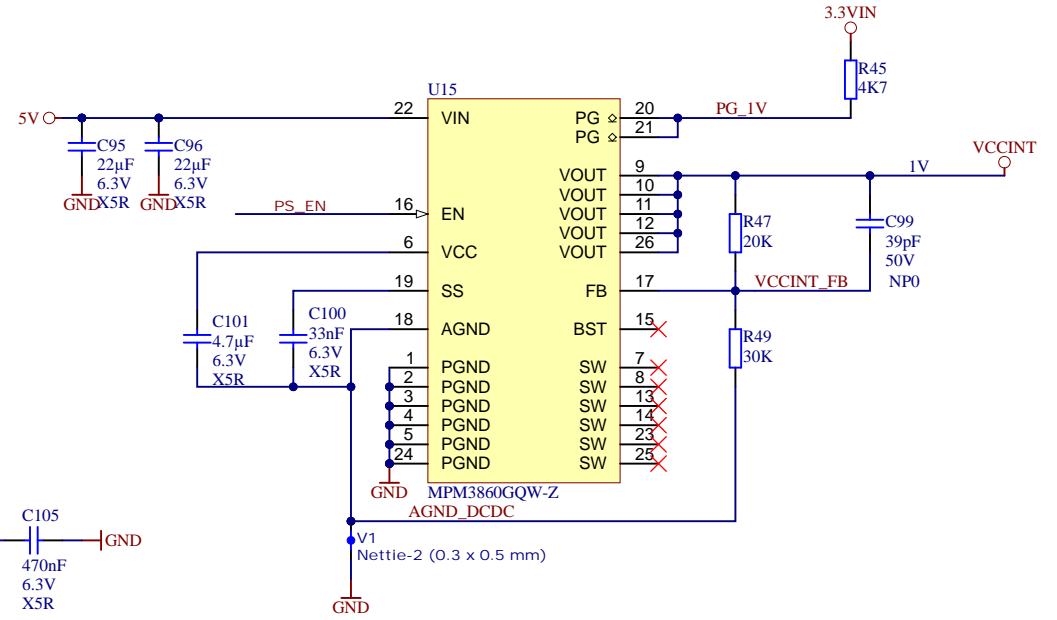 3.3VIN
R45
4K7
U15
5V
22
VIN
PG
20
PG_1V
PG
21
C95
22µF
6.3V
X5R
GND
C96
22µF
6.3V
X5R
GND
VOUT
9
1V
VCCINT
VOUT
10
VOUT
11
VOUT
12
VOUT
26
PS_EN
16
EN
R47
20K
C99
39pF
50V
NP0
6
VCC
19
SS
FB
17
VCCINT_FB
C101
4.7µF
6.3V
X5R
C100
33nF
6.3V
X5R
18
AGND
BST
15
R49
30K
1
PGND
SW
7
2
PGND
SW
8
3
PGND
SW
13
4
PGND
SW
14
5
PGND
SW
23
24
PGND
SW
25
GND
MPM3860GQW-Z
AGND_DCDC
C105
GND
470nF
6.3V
X5R
V1
Nettie-2 (0.3 x 0.5 mm)
GND